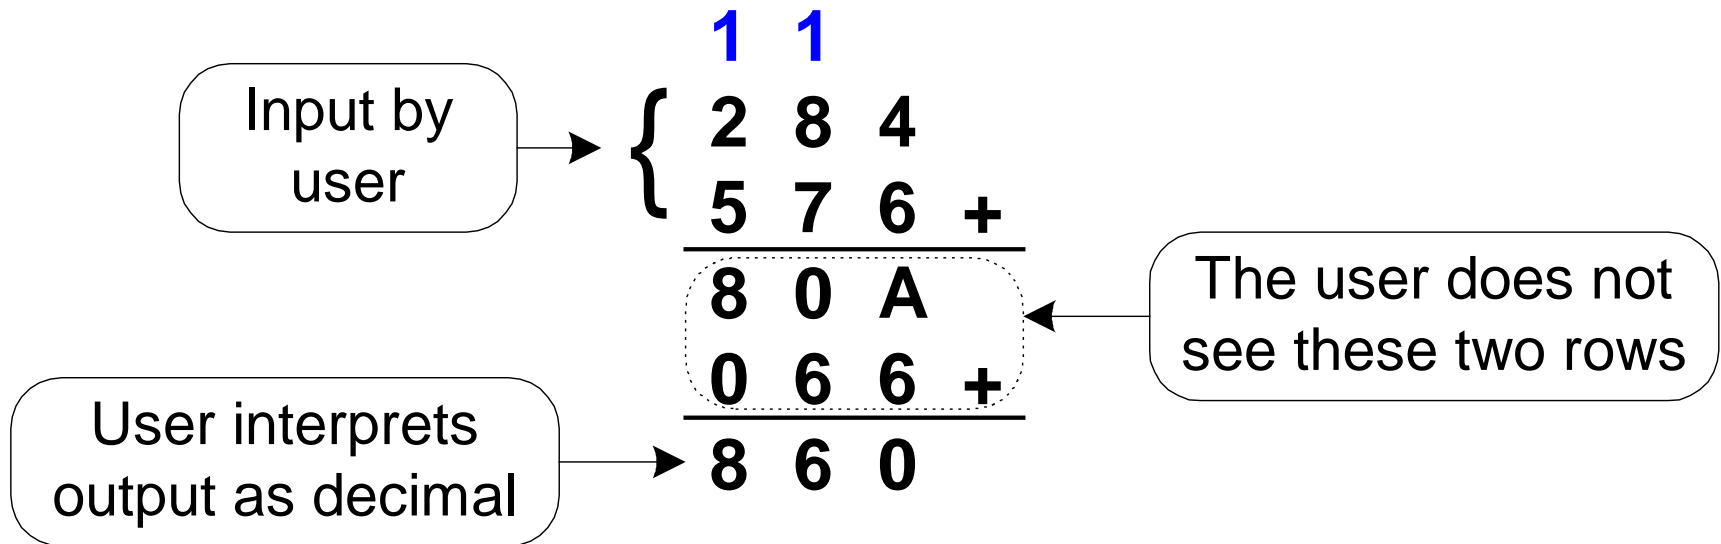 1 1
Input by
user
{ 2 8 4
5 7 6 +
8 0 A
0 6 6 +
The user does not
see these two rows
User interprets
output as decimal
8 6 0